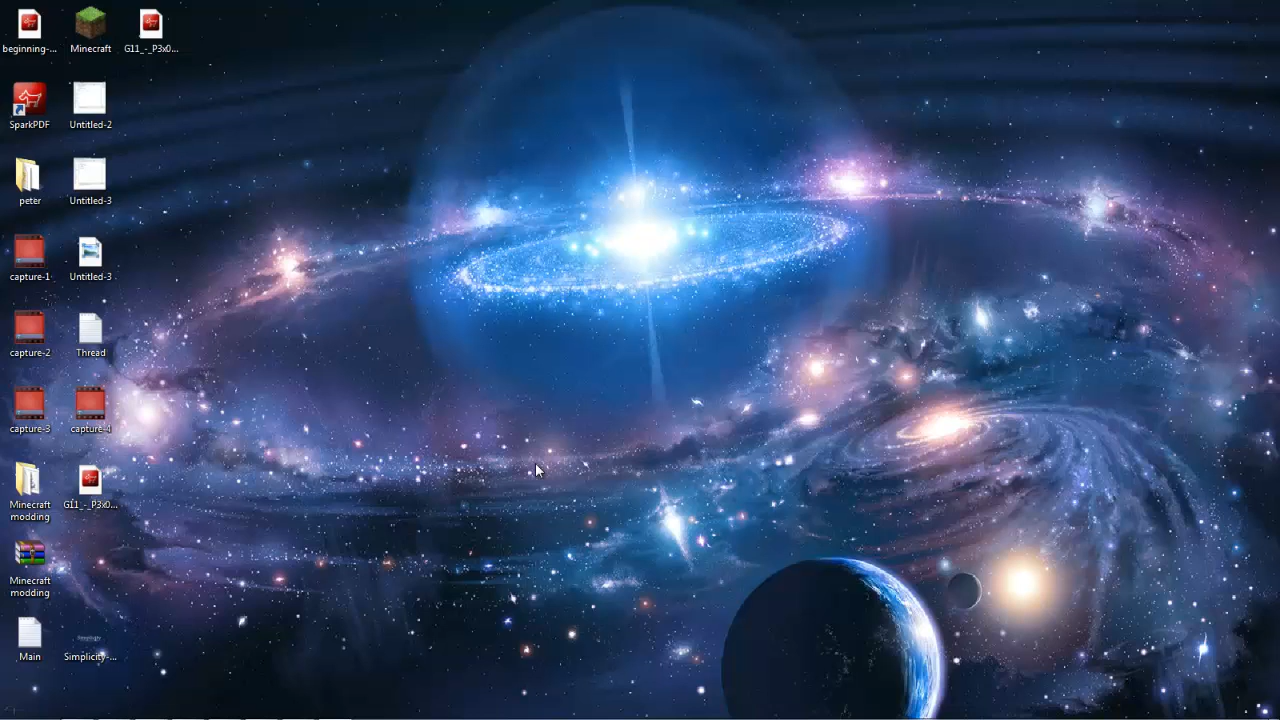 beginning-...
Minecraft
G11_-_P3x0...
SparkPDF
Untitled-2
peter
Untitled-3
capture-1
Untitled-3
capture-2
Thread
capture-3
capture-4
Minecraft
modding
G11_-_P3x0...
Minecraft
modding
Main
Simplicity-...